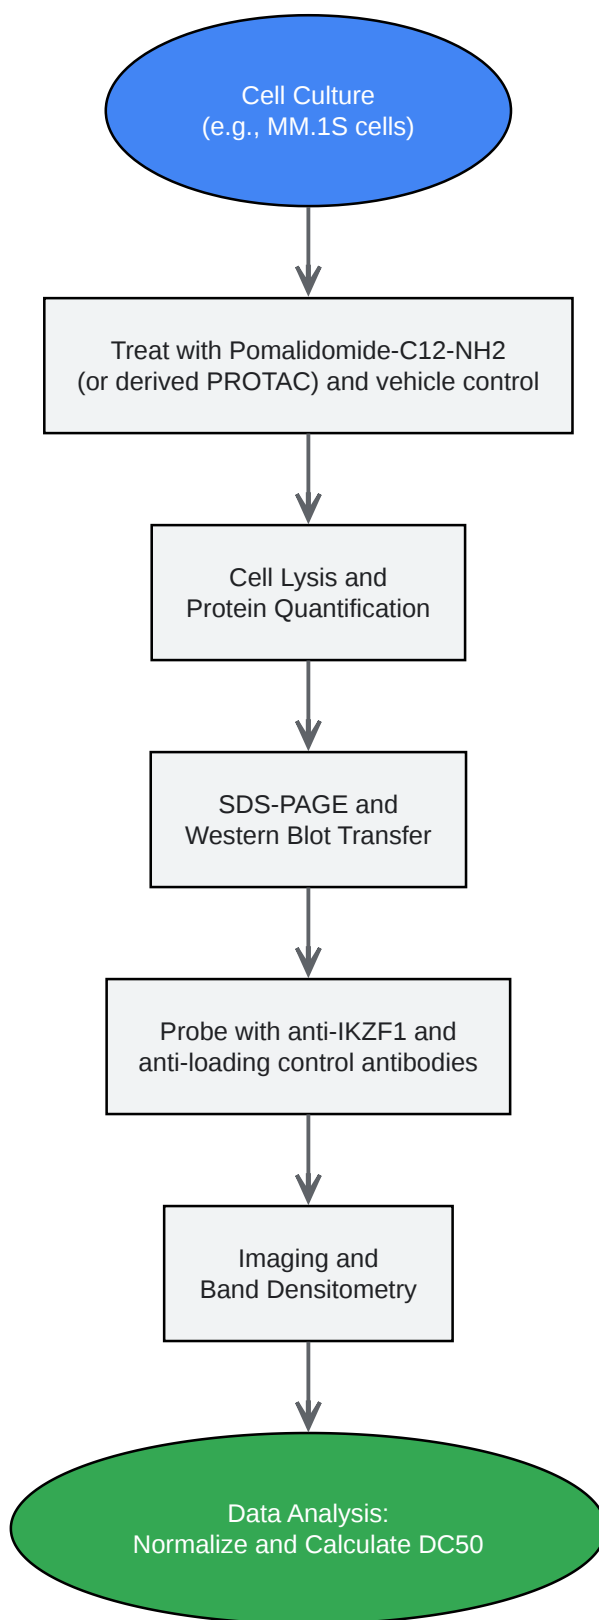 Cell Culture
(e.g., MM.1S cells)
Treat with Pomalidomide-C12-NH2
(or derived PROTAC) and vehicle control
Cell Lysis and
Protein Quantification
SDS-PAGE and
Western Blot Transfer
Probe with anti-IKZF1 and
anti-loading control antibodies
Imaging and
Band Densitometry
Data Analysis:
Normalize and Calculate DC50